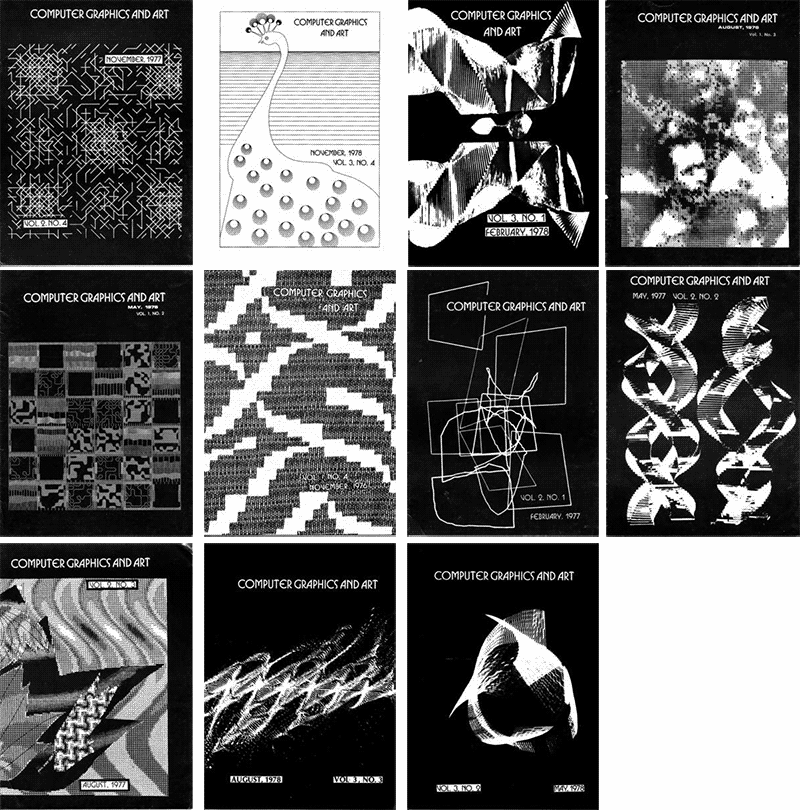 COMPUTER GRAPHICS AND ART
NOVEMBER, 1977
VOL. 2, NO. 4
COMPUTER GRAPHICS
AND ART
NOVEMBER, 1978
VOL. 3, NO. 4
COMPUTER GRAPHICS
AND ART
VOL. 3, NO. 1
FEBRUARY, 1978
COMPUTER GRAPHICS AND ART
AUGUST, 1976
Vol. 1, No. 3
COMPUTER GRAPHICS AND ART
MAY, 1976
VOL. 1, NO. 2
COMPUTER GRAPHICS
AND ART
VOL. 1, NO. 4
NOVEMBER, 1976
COMPUTER GRAPHICS AND ART
VOL. 2, NO. 1
FEBRUARY, 1977
COMPUTER GRAPHICS AND ART
MAY, 1977 VOL. 2, NO. 2
COMPUTER GRAPHICS AND ART
VOL. 2, NO. 3
AUGUST, 1977
COMPUTER GRAPHICS AND ART
AUGUST, 1978 VOL. 3, NO. 3
COMPUTER GRAPHICS AND ART
VOL. 3, NO. 2 MAY, 1978